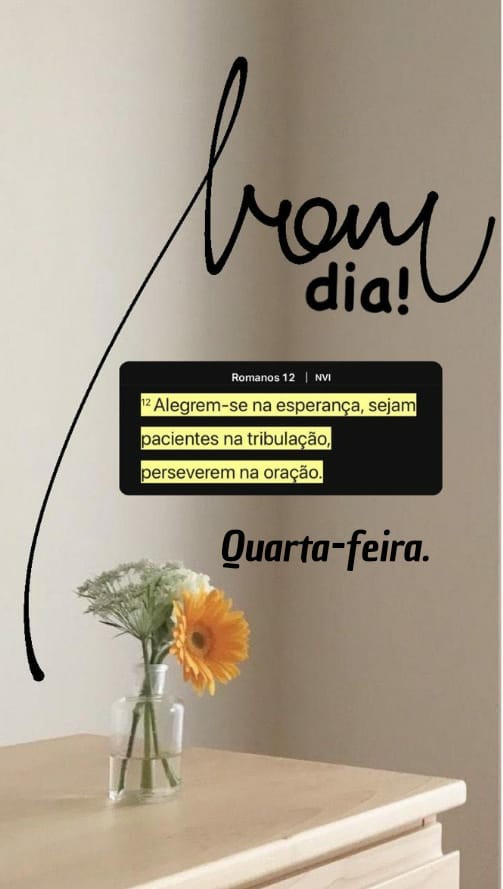 bom
dia!
Romanos 12 | NVI
12 Alegrem-se na esperança, sejam
pacientes na tribulação,
perseverem na oração.
Quarta-feira.